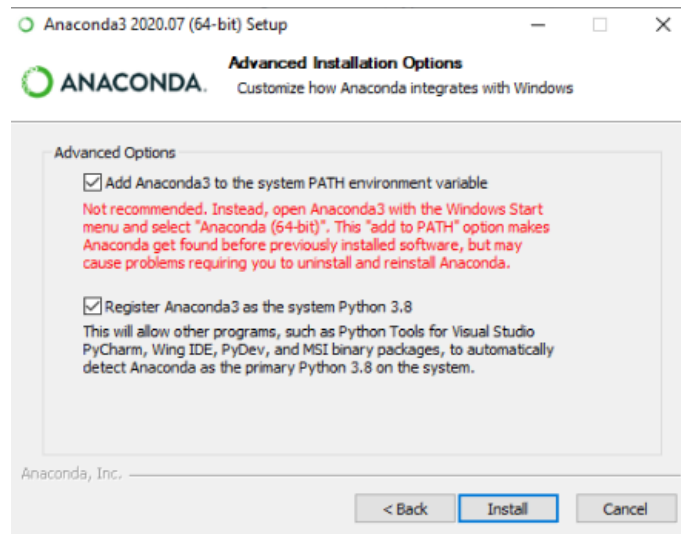 Anaconda3 2020.07 (64-bit) Setup
ANACONDA.
Advanced Installation Options
Customize how Anaconda integrates with Windows
Advanced Options
Add Anaconda3 to the system PATH environment variable
Not recommended. Instead, open Anaconda3 with the Windows Start
menu and select "Anaconda (64-bit)". This "add to PATH" option makes
Anaconda get found before previously installed software, but may
cause problems requiring you to uninstall and reinstall Anaconda.
Register Anaconda3 as the system Python 3.8
This will allow other programs, such as Python Tools for Visual Studio
PyCharm, Wing IDE, PyDev, and MSI binary packages, to automatically
detect Anaconda as the primary Python 3.8 on the system.
Anaconda, Inc.
< Back Install Cancel